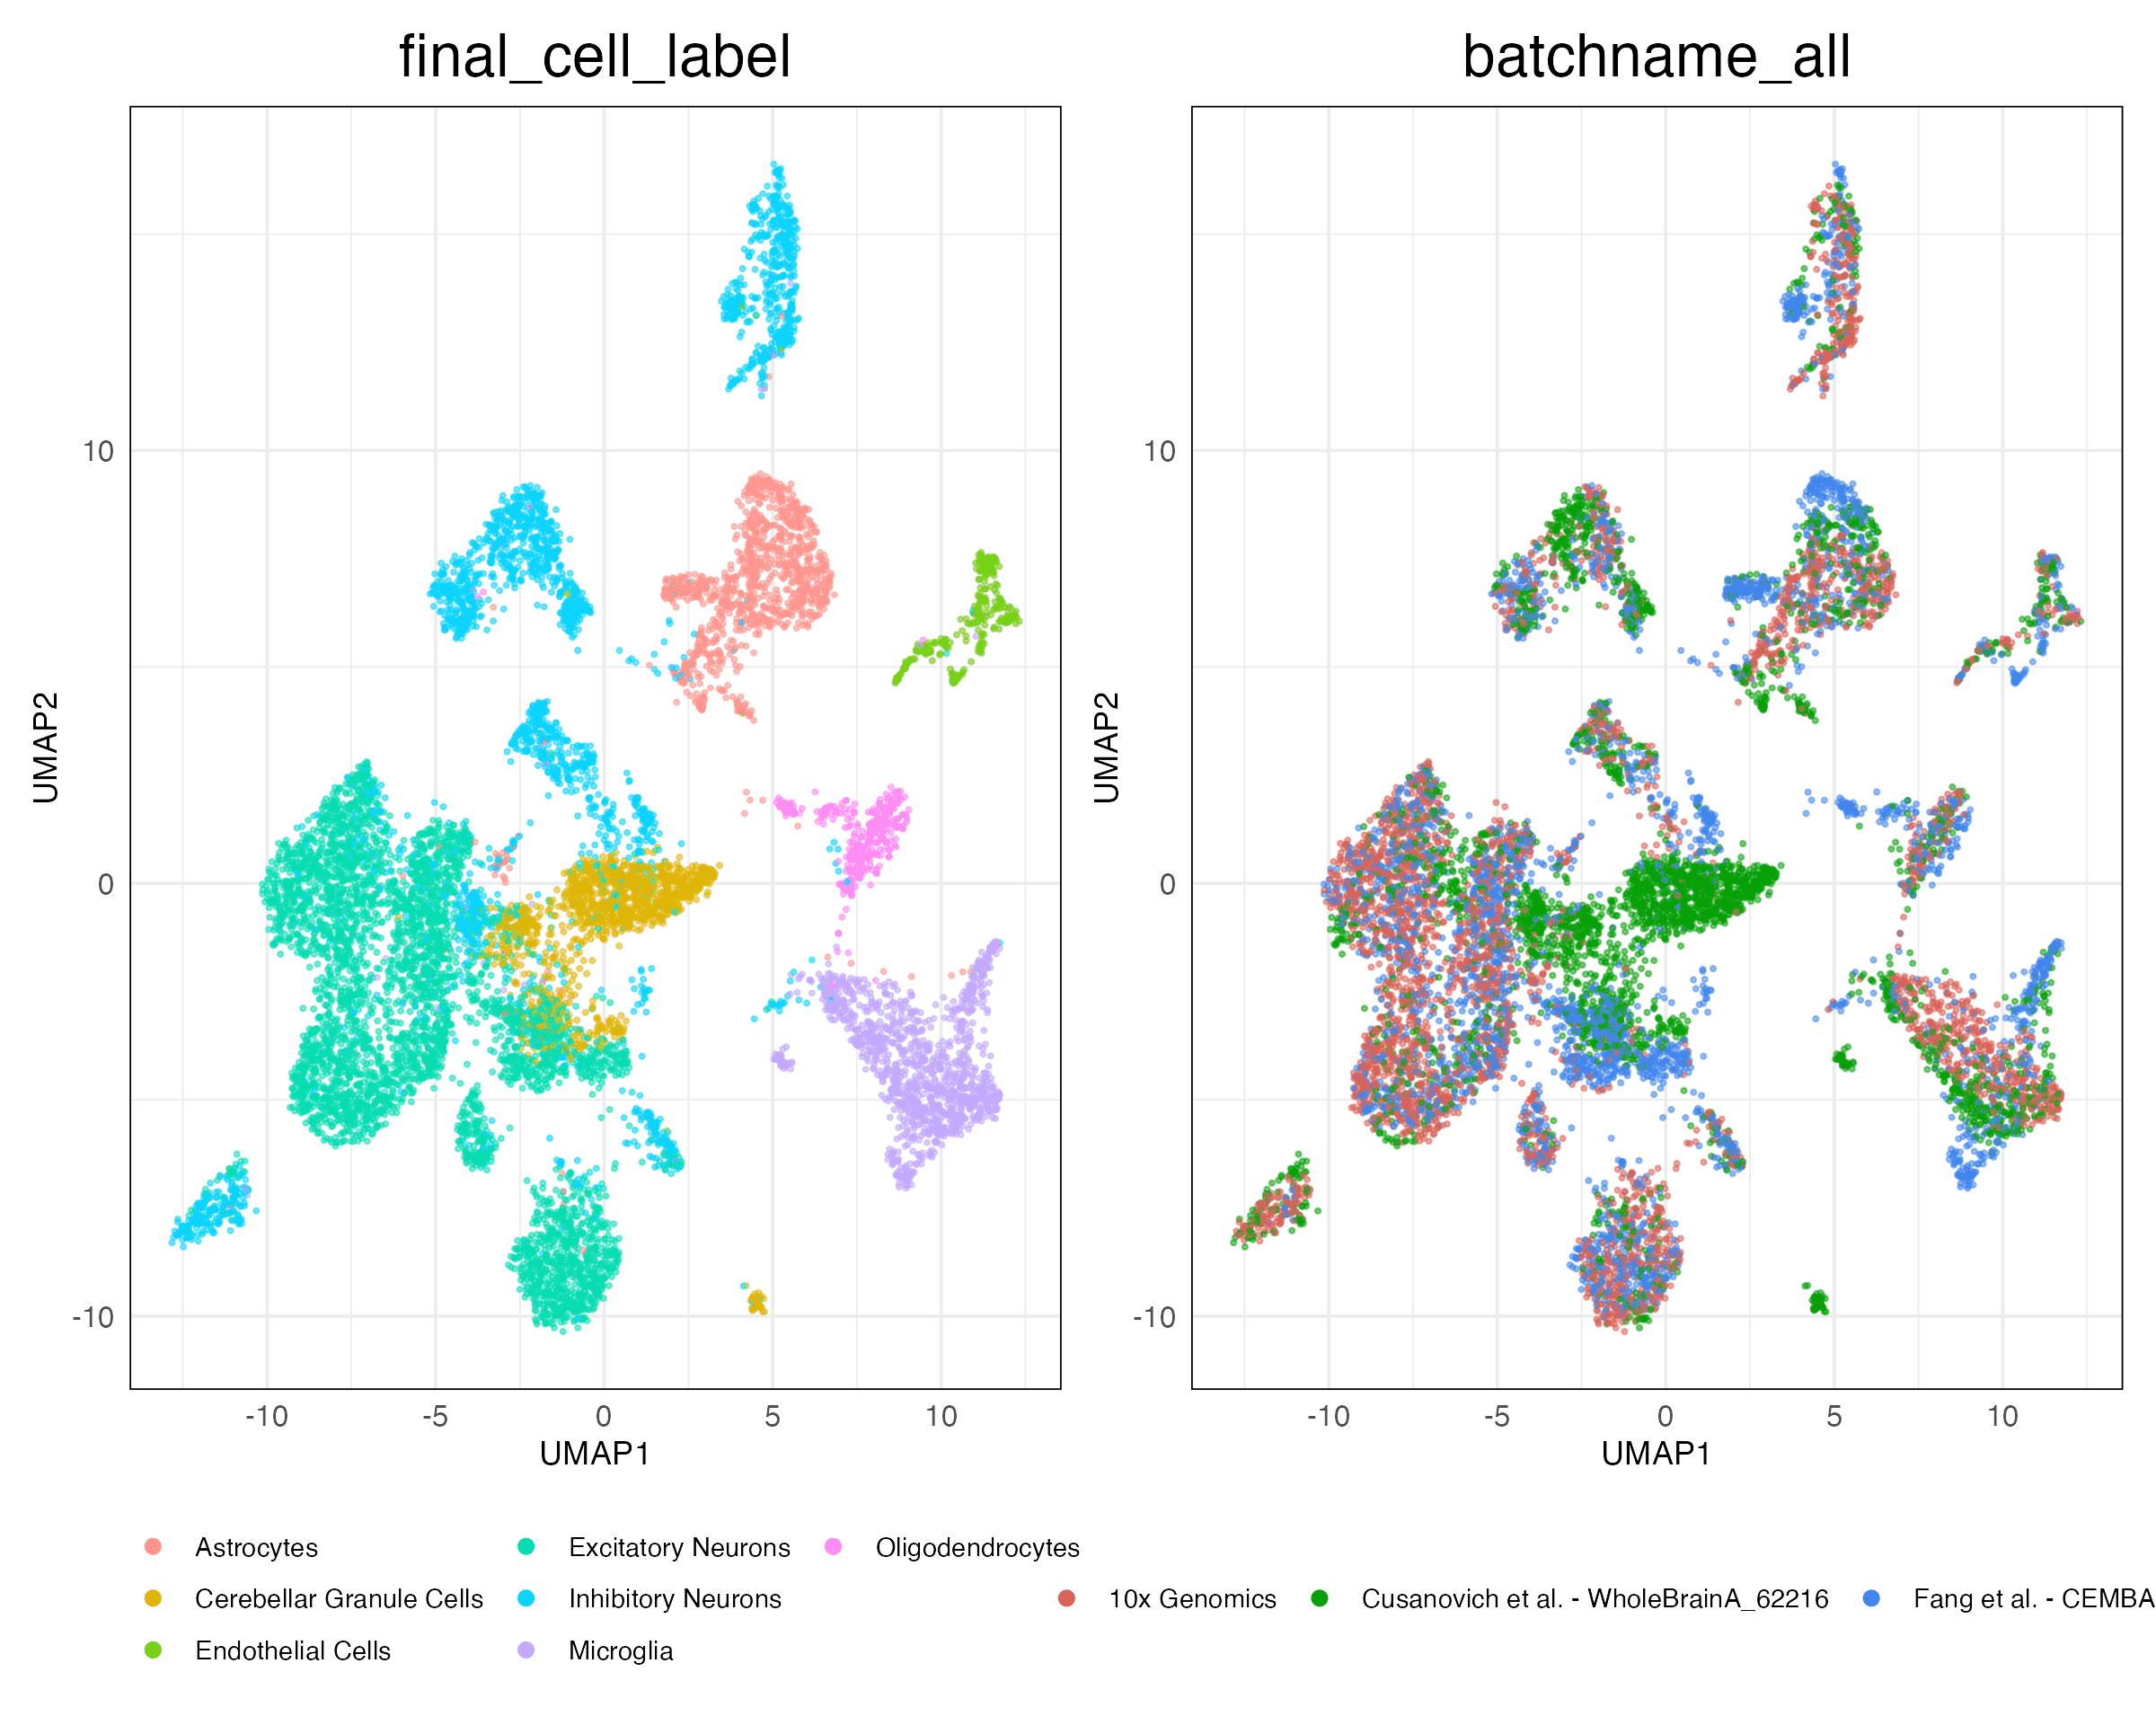 final_cell_label
batchname_all
10
0
-10
UMAP2
-10 -5 0 5 10
UMAP1
10
0
-10
UMAP2
-10 -5 0 5 10
UMAP1
Astrocytes
Cerebellar Granule Cells
Endothelial Cells
Excitatory Neurons
Inhibitory Neurons
Microglia
Oligodendrocytes
10x Genomics
Cusanovich et al. - WholeBrainA_62216
Fang et al. - CEMBA